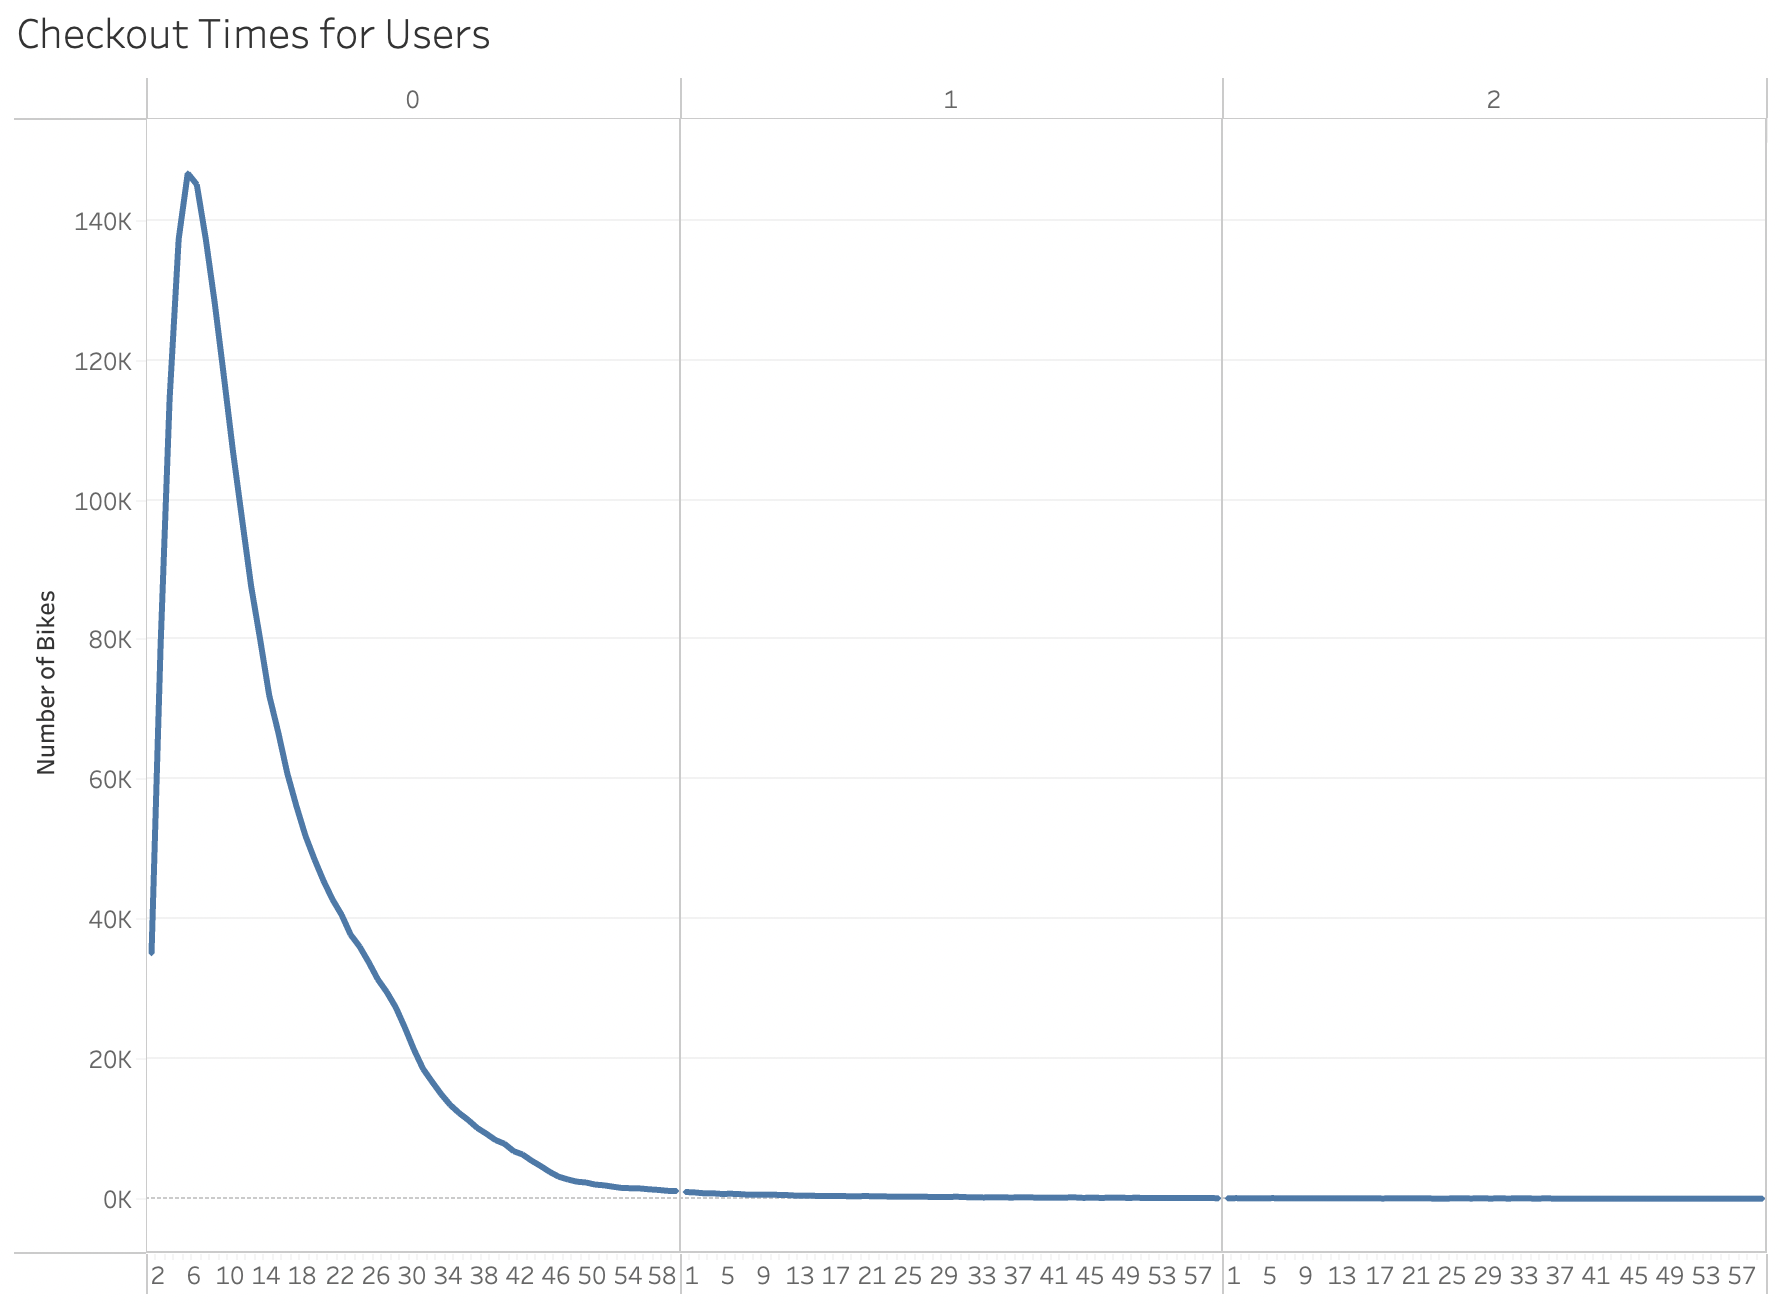 Checkout Times for Users
0 1 2
140K
120K
100K
80K
60K
40K
20K
0K
Number of Bikes
2 6 10 14 18 22 26 30 34 38 42 46 50 54 58 1 5 9 13 17 21 25 29 33 37 41 45 49 53 57 1 5 9 13 17 21 25 29 33 37 41 45 49 53 57